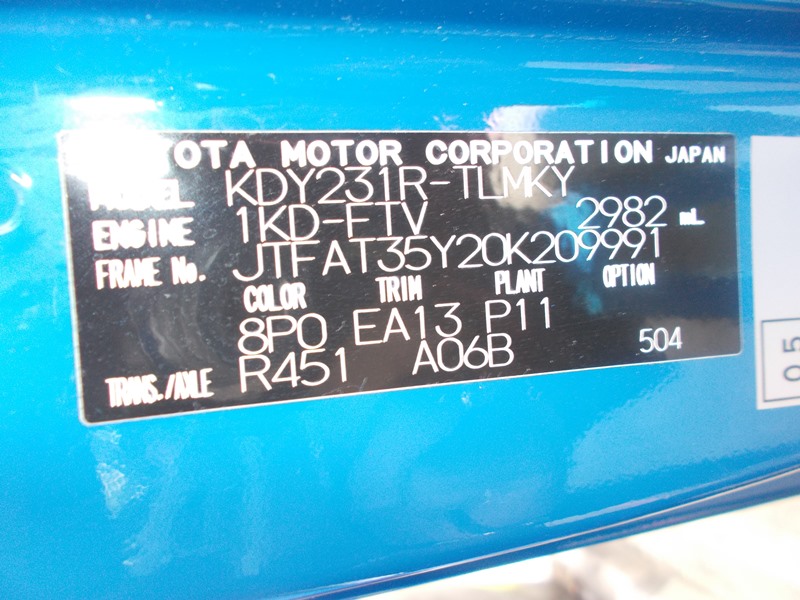 TOYOTA MOTOR CORPORATION JAPAN
MODEL KDY231R-TLMKY
ENGINE 1KD-FTV 2982 mL
FRAME No. JTFAT35Y20K209991
COLOR TRIM PLANT OPTION
8P0 EA13 P11
TRANS./AXLE R451 A06B 504
05